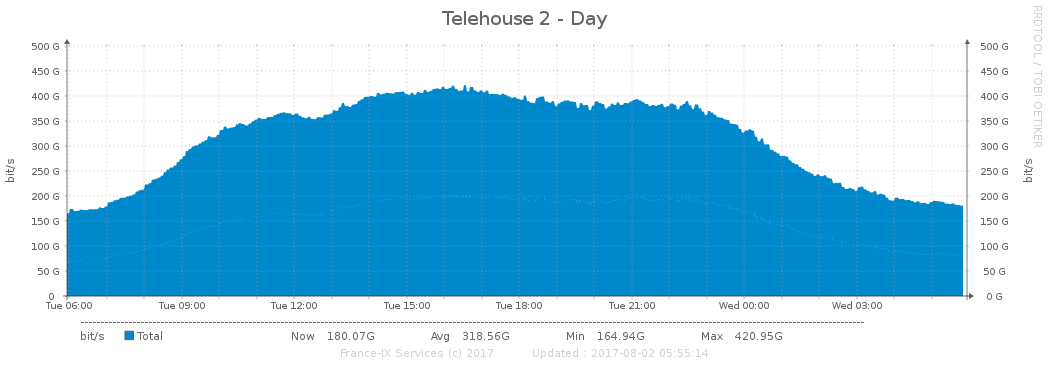 Telehouse 2 - Day
RRDTOOL / TOBI OETIKER
bit/s
bit/s
500 G 500 G
450 G 450 G
400 G 400 G
350 G 350 G
300 G 300 G
250 G 250 G
200 G 200 G
150 G 150 G
100 G 100 G
50 G 50 G
0 0 G
Tue 06:00 Tue 09:00 Tue 12:00 Tue 15:00 Tue 18:00 Tue 21:00 Wed 00:00 Wed 03:00
bit/s Total Now 180.07G Avg 318.56G Min 164.94G Max 420.95G
France-IX Services (c) 2017 Updated : 2017-08-02 05:55:14